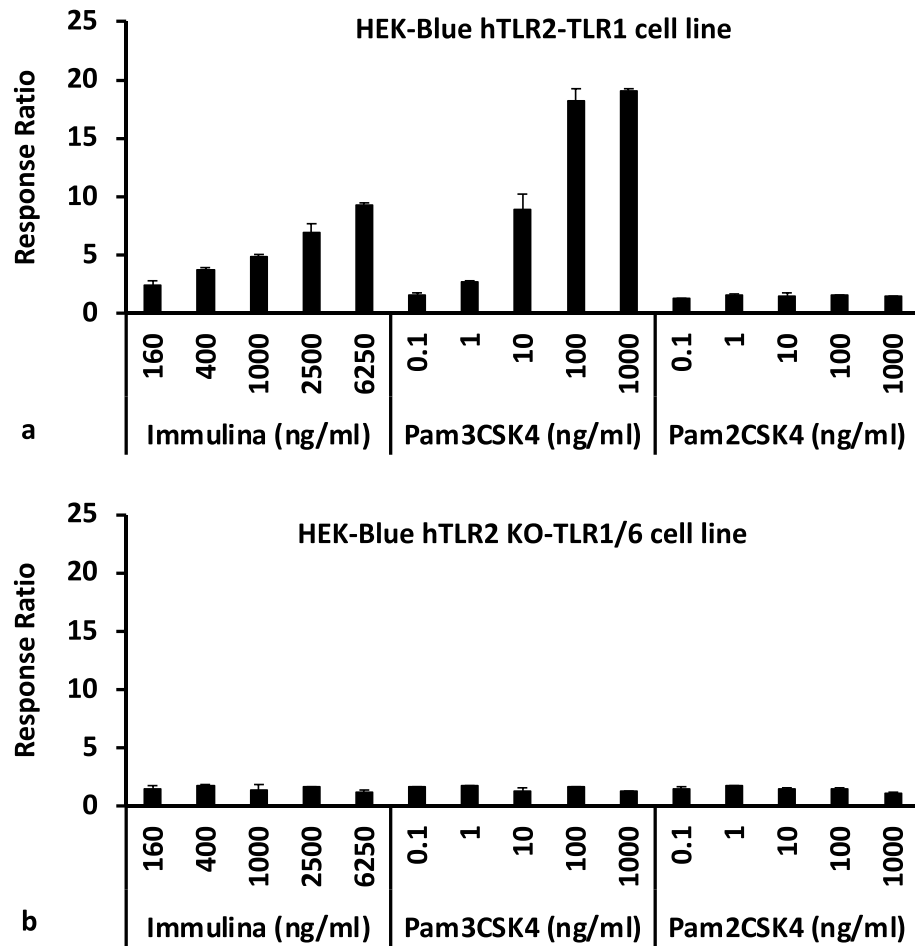 HEK-Blue hTLR2-TLR1 cell line
Response Ratio
25
20
15
10
5
0
160 400 1000 2500 6250 0.1 1 10 100 1000 0.1 1 10 100 1000
a Immulina (ng/ml) Pam3CSK4 (ng/ml) Pam2CSK4 (ng/ml)
HEK-Blue hTLR2 KO-TLR1/6 cell line
Response Ratio
25
20
15
10
5
0
160 400 1000 2500 6250 0.1 1 10 100 1000 0.1 1 10 100 1000
b Immulina (ng/ml) Pam3CSK4 (ng/ml) Pam2CSK4 (ng/ml)